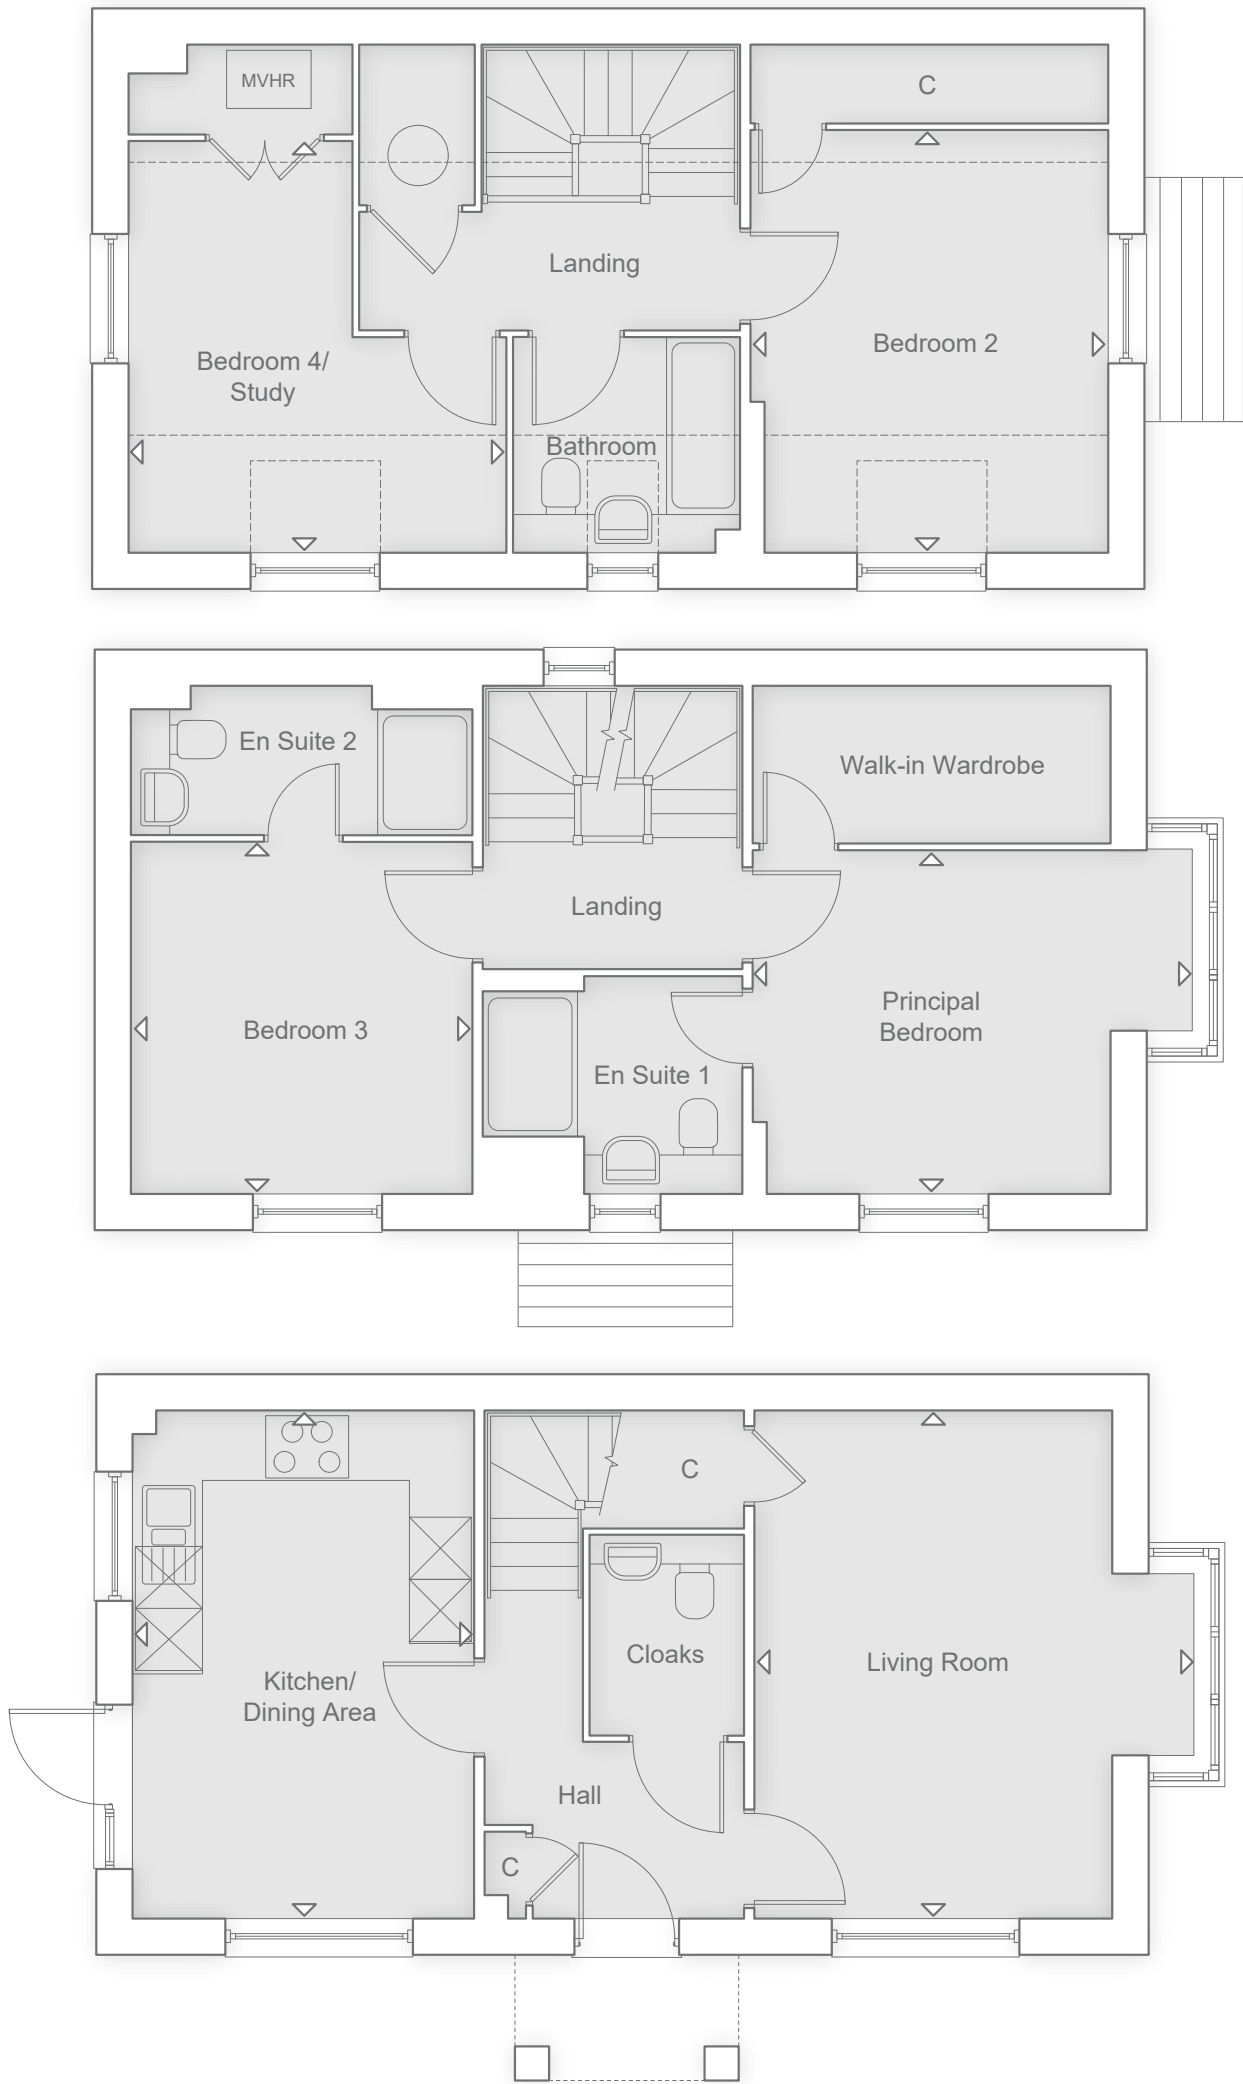 MVHR
C
Landing
Bedroom 4/
Study
Bedroom 2
Bathroom
En Suite 2
Walk-in Wardrobe
Landing
Bedroom 3
Principal
Bedroom
En Suite 1
C
Cloaks
Living Room
Kitchen/
Dining Area
Hall
C